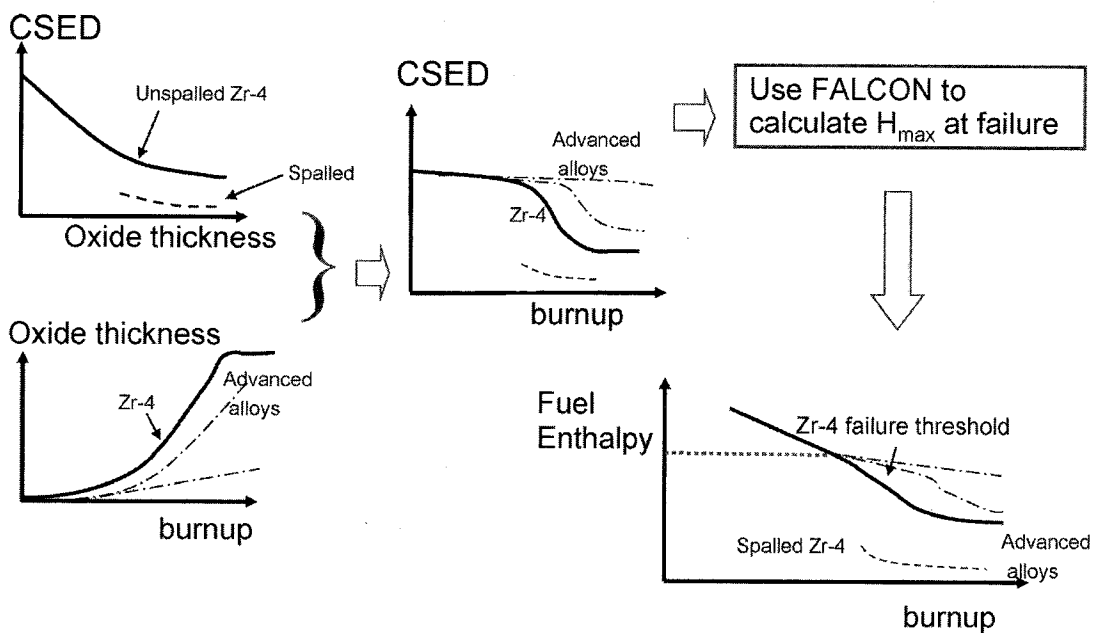 CSED
Unspalled Zr-4
Spalled
Oxide thickness
Oxide thickness
Zr-4
Advanced
alloys
burnup
CSED
Advanced
alloys
Zr-4
burnup
Use FALCON to
calculate Hmax at failure
Fuel
Enthalpy
Zr-4 failure threshold
Spalled Zr-4
Advanced
alloys
burnup